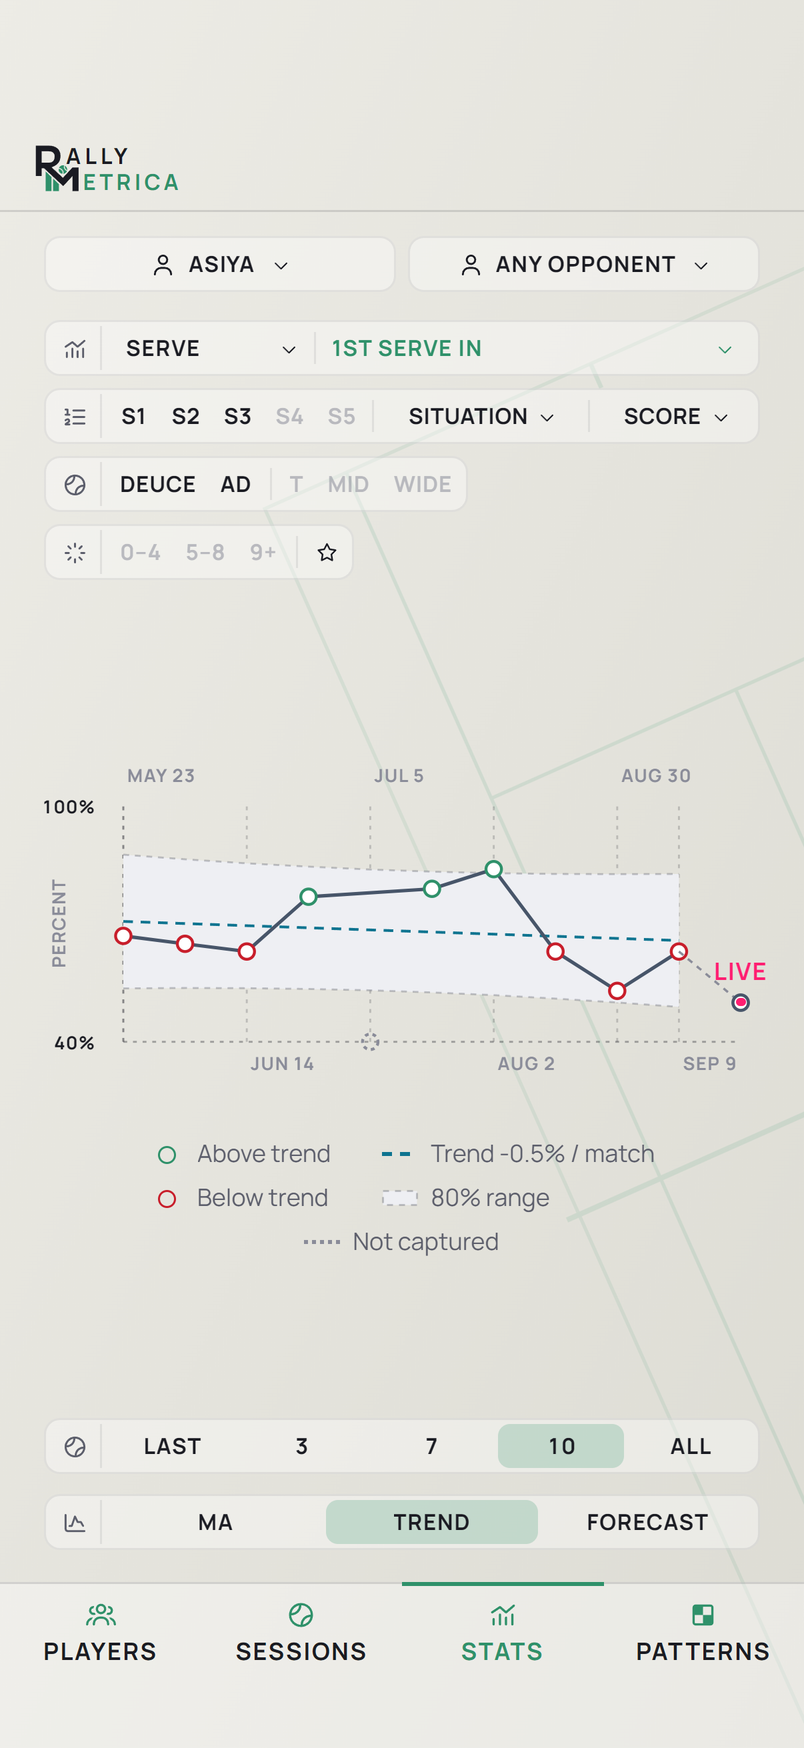 RALLY
METRICA
ASIYA
ANY OPPONENT
SERVE
1ST SERVE IN
S1 S2 S3 S4 S5 SITUATION SCORE
DEUCE AD T MID WIDE
0–4 5–8 9+
MAY 23 JUL 5 AUG 30
100%
PERCENT
LIVE
40%
JUN 14 AUG 2 SEP 9
Above trend
Trend -0.5% / match
Below trend
80% range
Not captured
LAST 3 7 10 ALL
MA TREND FORECAST
PLAYERS SESSIONS STATS PATTERNS